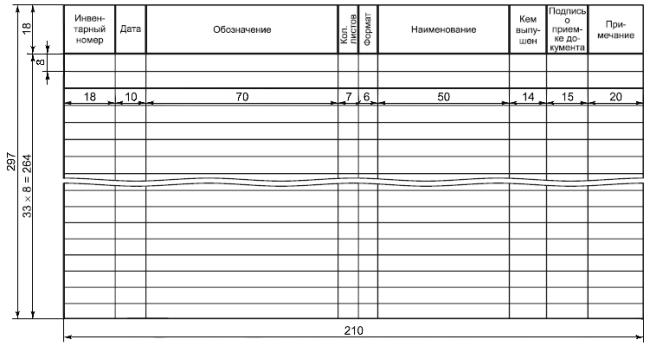 Инвен-
тарный
номер
Дата
Обозначение
Кол.
листов
Формат
Наименование
Кем
выпу-
шен
Подпись
о
прием-
ке до-
кумента
При-
мечание
18
8
18
10
70
7
6
50
14
15
20
297
33 × 8 = 264
210